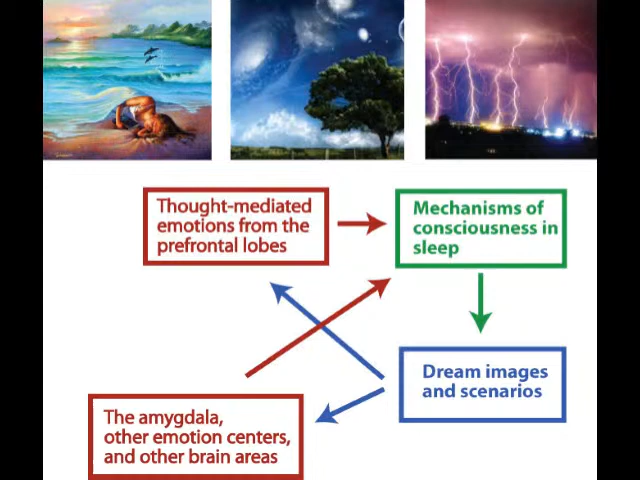 Thought-mediated
emotions from the
prefrontal lobes
Mechanisms of
consciousness in
sleep
Dream images
and scenarios
The amygdala,
other emotion centers,
and other brain areas